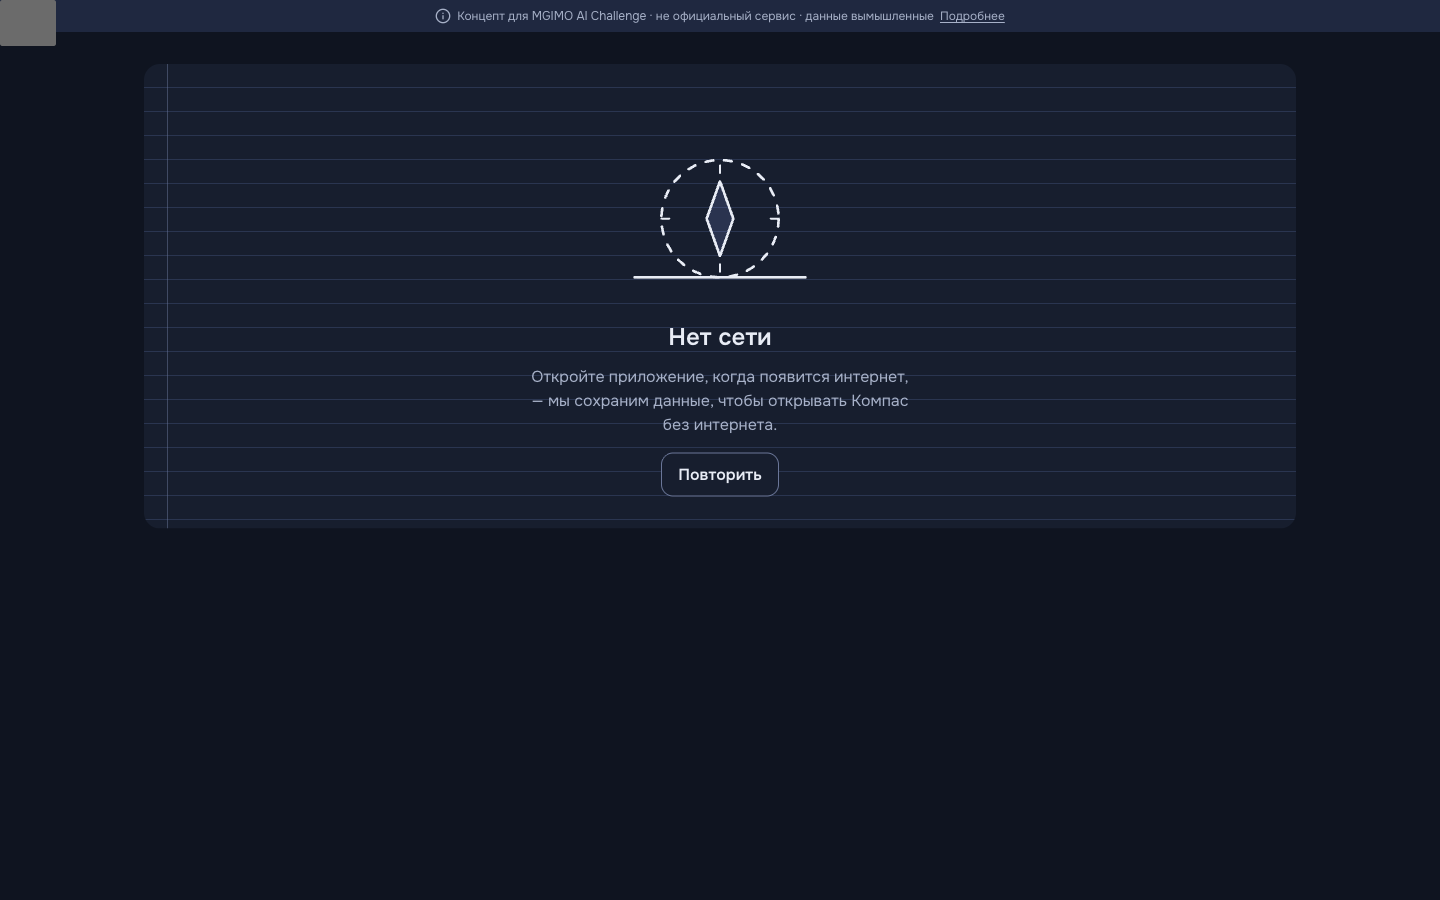 Концепт для MGIMO AI Challenge · не официальный сервис · данные вымышленные Подробнее
Нет сети
Откройте приложение, когда появится интернет,
— мы сохраним данные, чтобы открывать Компас
без интернета.
Повторить